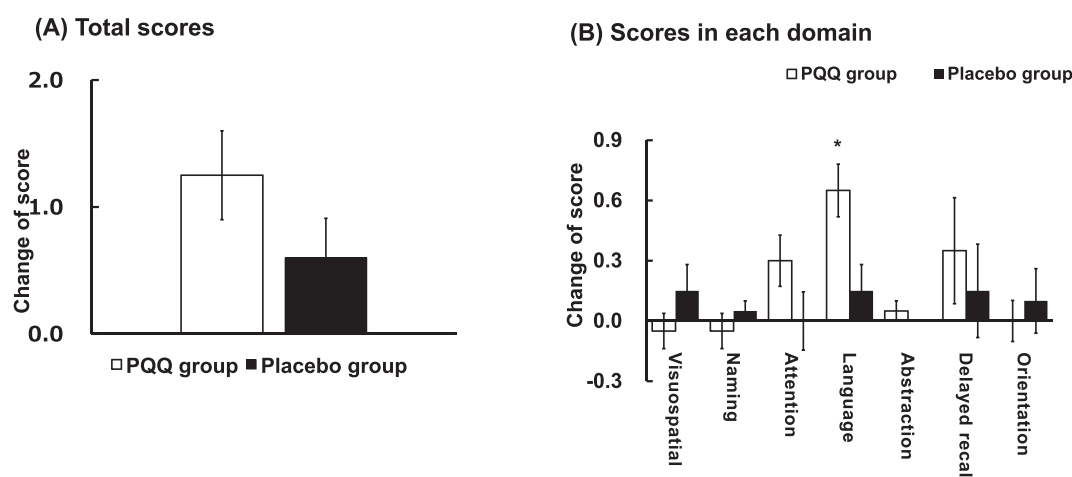 (A) Total scores
2.0
1.0
0.0
Change of score
PQQ group Placebo group
(B) Scores in each domain
PQQ group Placebo group
0.9
0.6
0.3
0.0
-0.3
Change of score
*
Visuospatial
Naming
Attention
Language
Abstraction
Delayed recal
Orientation